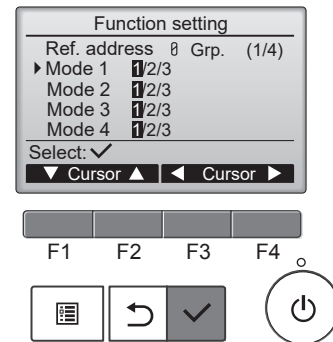 Function setting
Ref. address 0 Grp. (1/4)
Mode 1 1/2/3
Mode 2 1/2/3
Mode 3 1/2/3
Mode 4 1/2/3
Select:✓
▼ Cursor ▲ ◀ Cursor ▶
F1 F2 F3 F4